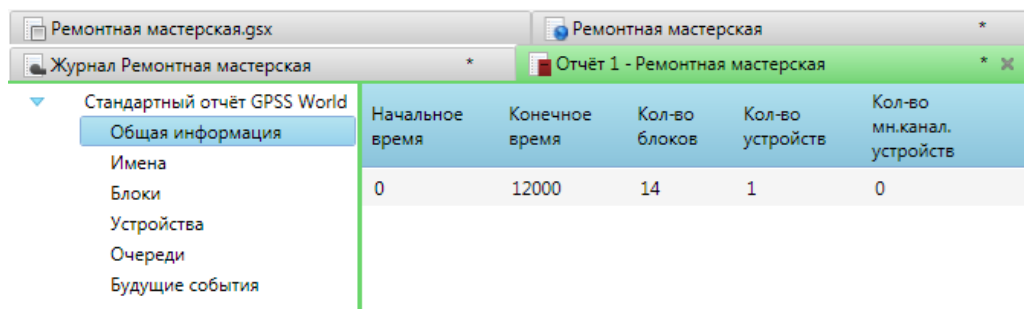 Ремонтная мастерская.gsx
Ремонтная мастерская *
Журнал Ремонтная мастерская *
Отчёт 1 - Ремонтная мастерская *
Стандартный отчёт GPSS World
Общая информация
Имена
Блоки
Устройства
Очереди
Будущие события
Начальное
время
Конечное
время
Кол-во
блоков
Кол-во
устройств
Кол-во
мн.канал.
устройств
0 12000 14 1 0